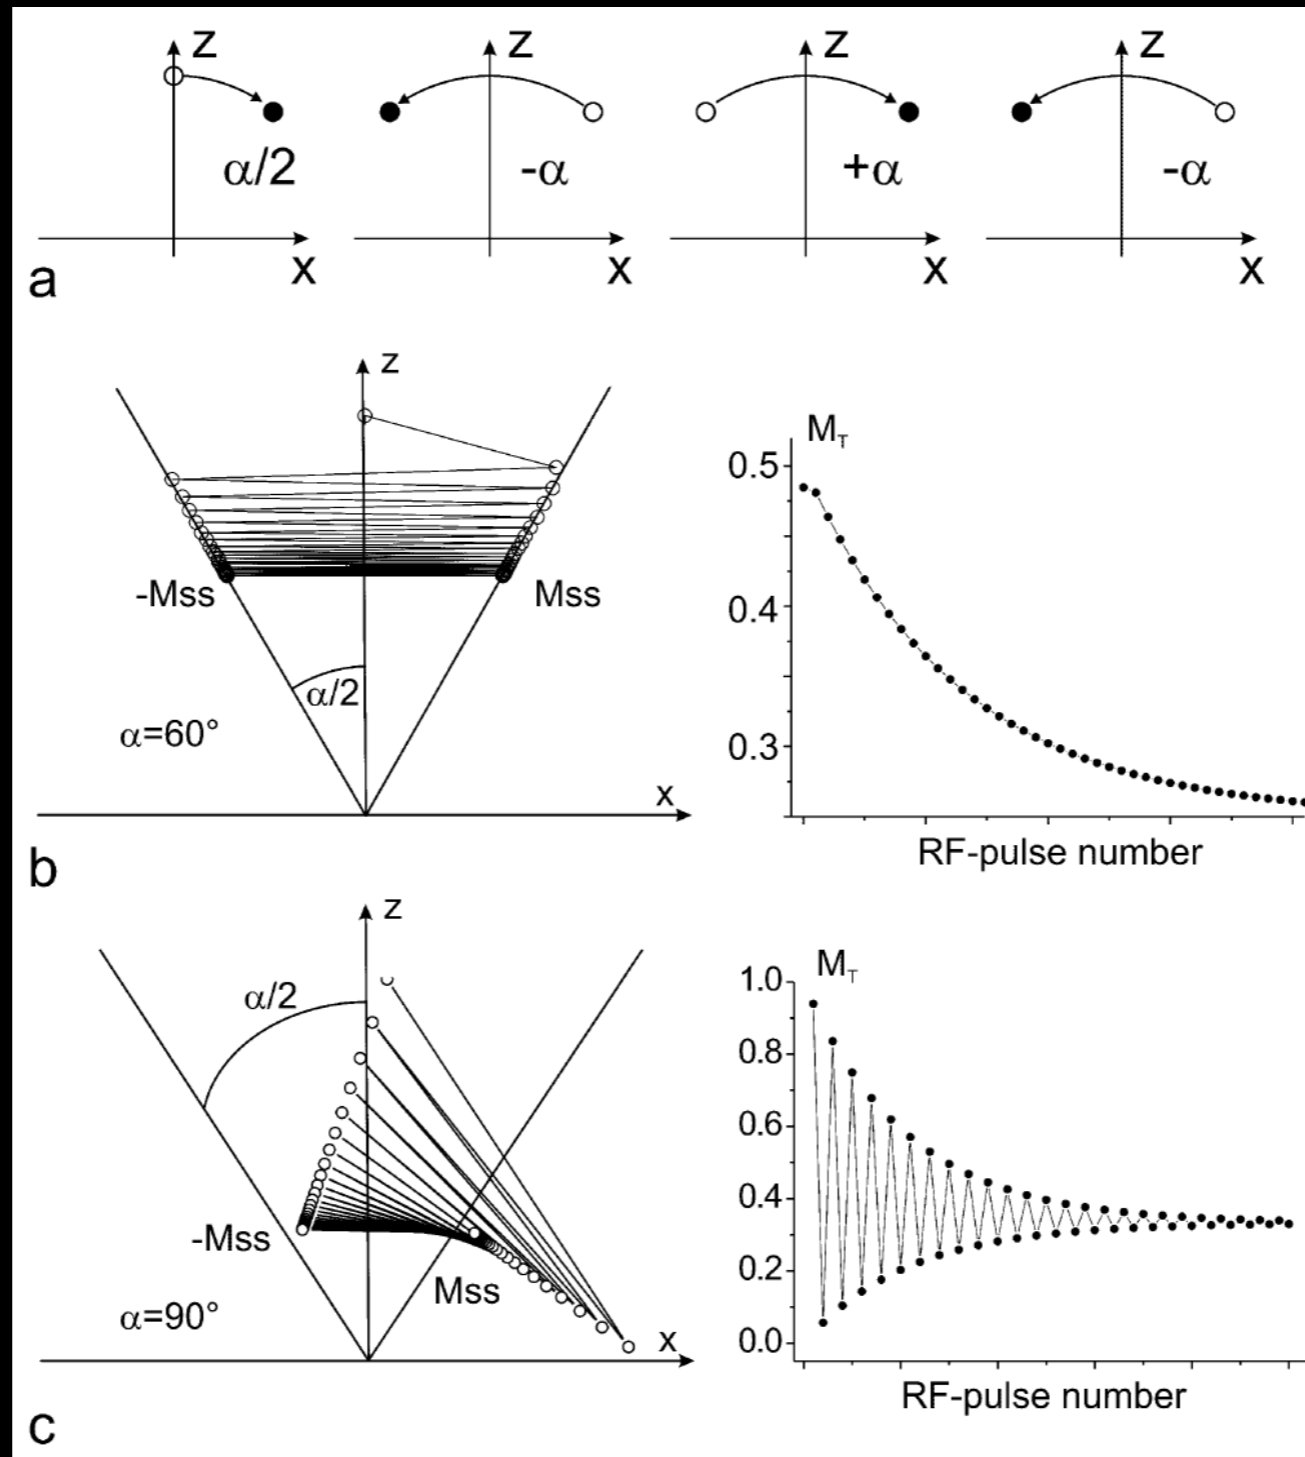 z z z z
α/2 -α +α -α
x x x x
a
z
-Mss Mss
α/2
α=60°
x
b
M_T
0.5
0.4
0.3
RF-pulse number
z
α/2
-Mss
Mss
α=90°
x
c
M_T
1.0
0.8
0.6
0.4
0.2
0.0
RF-pulse number